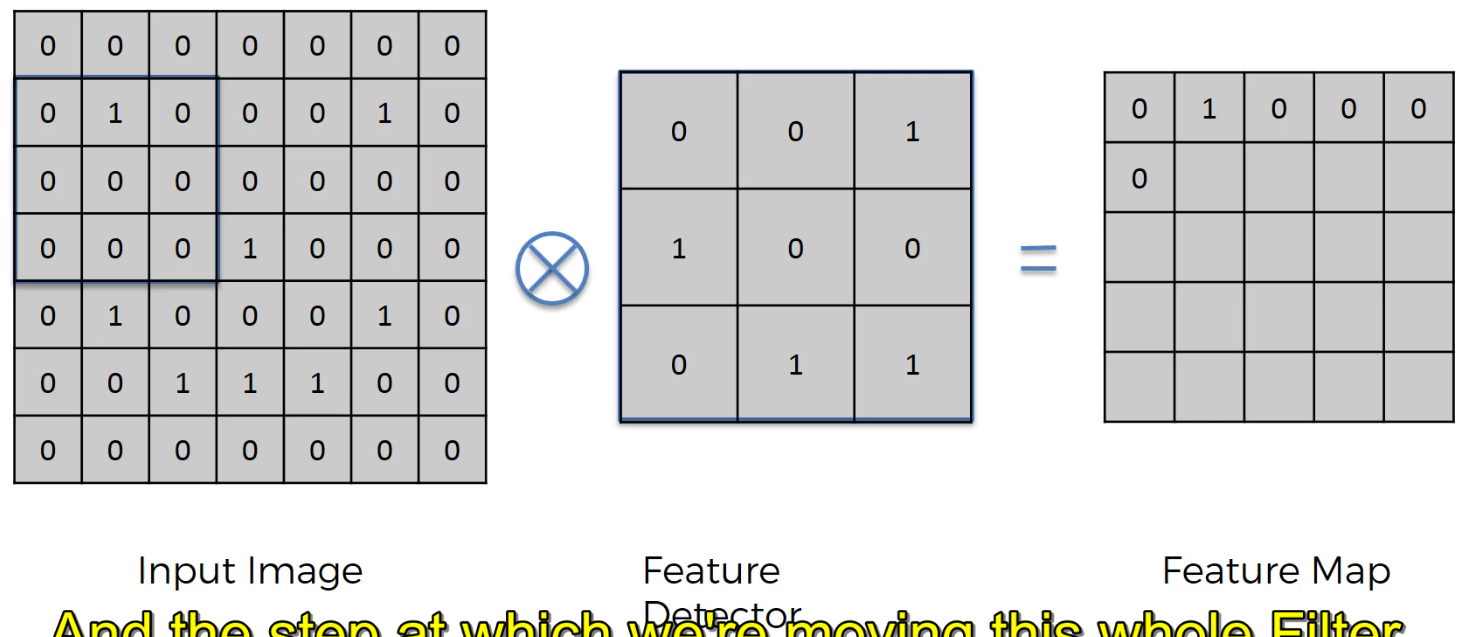 0 0 0 0 0 0 0
0 1 0 0 0 1 0
0 0 0 0 0 0 0
0 0 0 1 0 0 0
0 1 0 0 0 1 0
0 0 1 1 1 0 0
0 0 0 0 0 0 0
0 0 1
1 0 0
0 1 1
=
0 1 0 0 0
0
Input Image
Feature
Detector
Feature Map
And the step at which we're moving this whole Filter